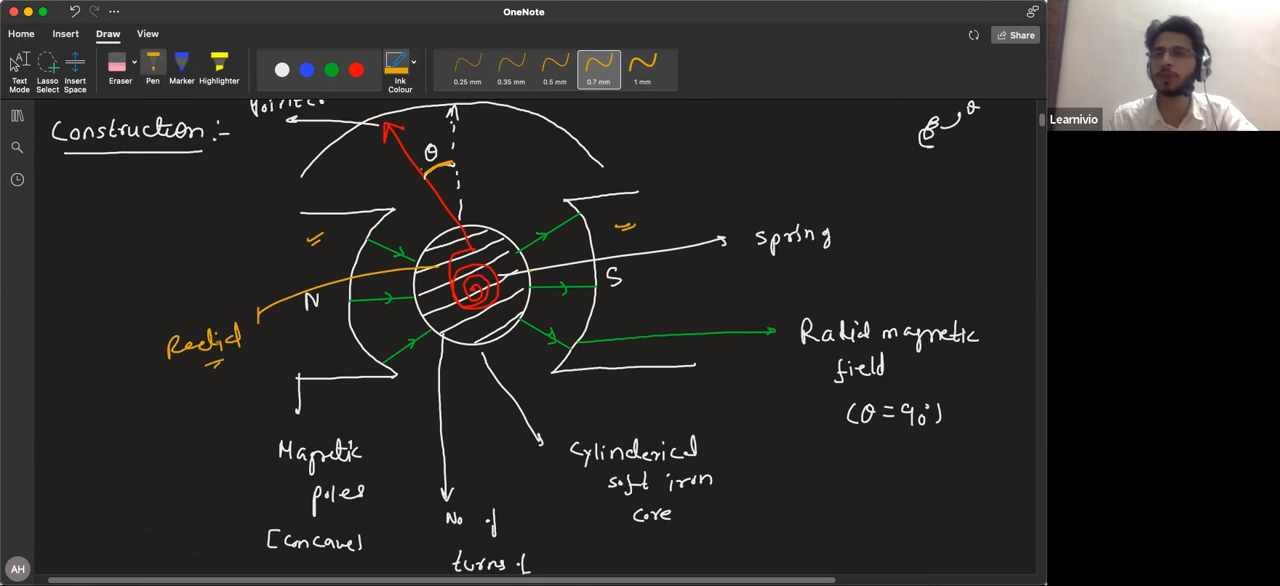 OneNote
Home Insert Draw View
Share
Text Mode
Lasso Select
Insert Space
Eraser
Pen
Marker
Highlighter
Ink Colour
0.25 mm
0.35 mm
0.5 mm
0.7 mm
1 mm
Learnivio
Construction :-
θ
θ
spring
N
S
Radial
Radial magnetic
field
(θ = 90°)
Magnetic
poles
[concave]
Cylinderical
soft iron
core
No of
turns of
AH